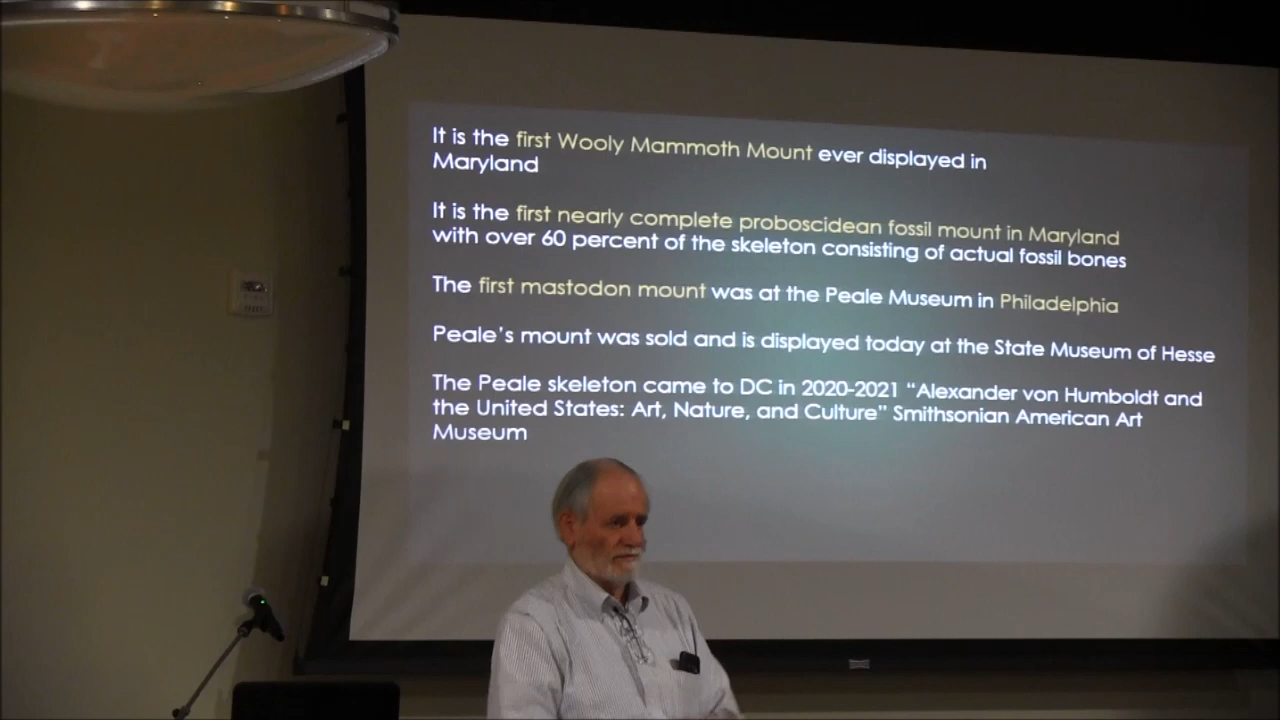 It is the first Wooly Mammoth Mount ever displayed in
Maryland
It is the first nearly complete proboscidean fossil mount in Maryland
with over 60 percent of the skeleton consisting of actual fossil bones
The first mastodon mount was at the Peale Museum in Philadelphia
Peale’s mount was sold and is displayed today at the State Museum of Hesse
The Peale skeleton came to DC in 2020-2021 “Alexander von Humboldt and
the United States: Art, Nature, and Culture” Smithsonian American Art
Museum